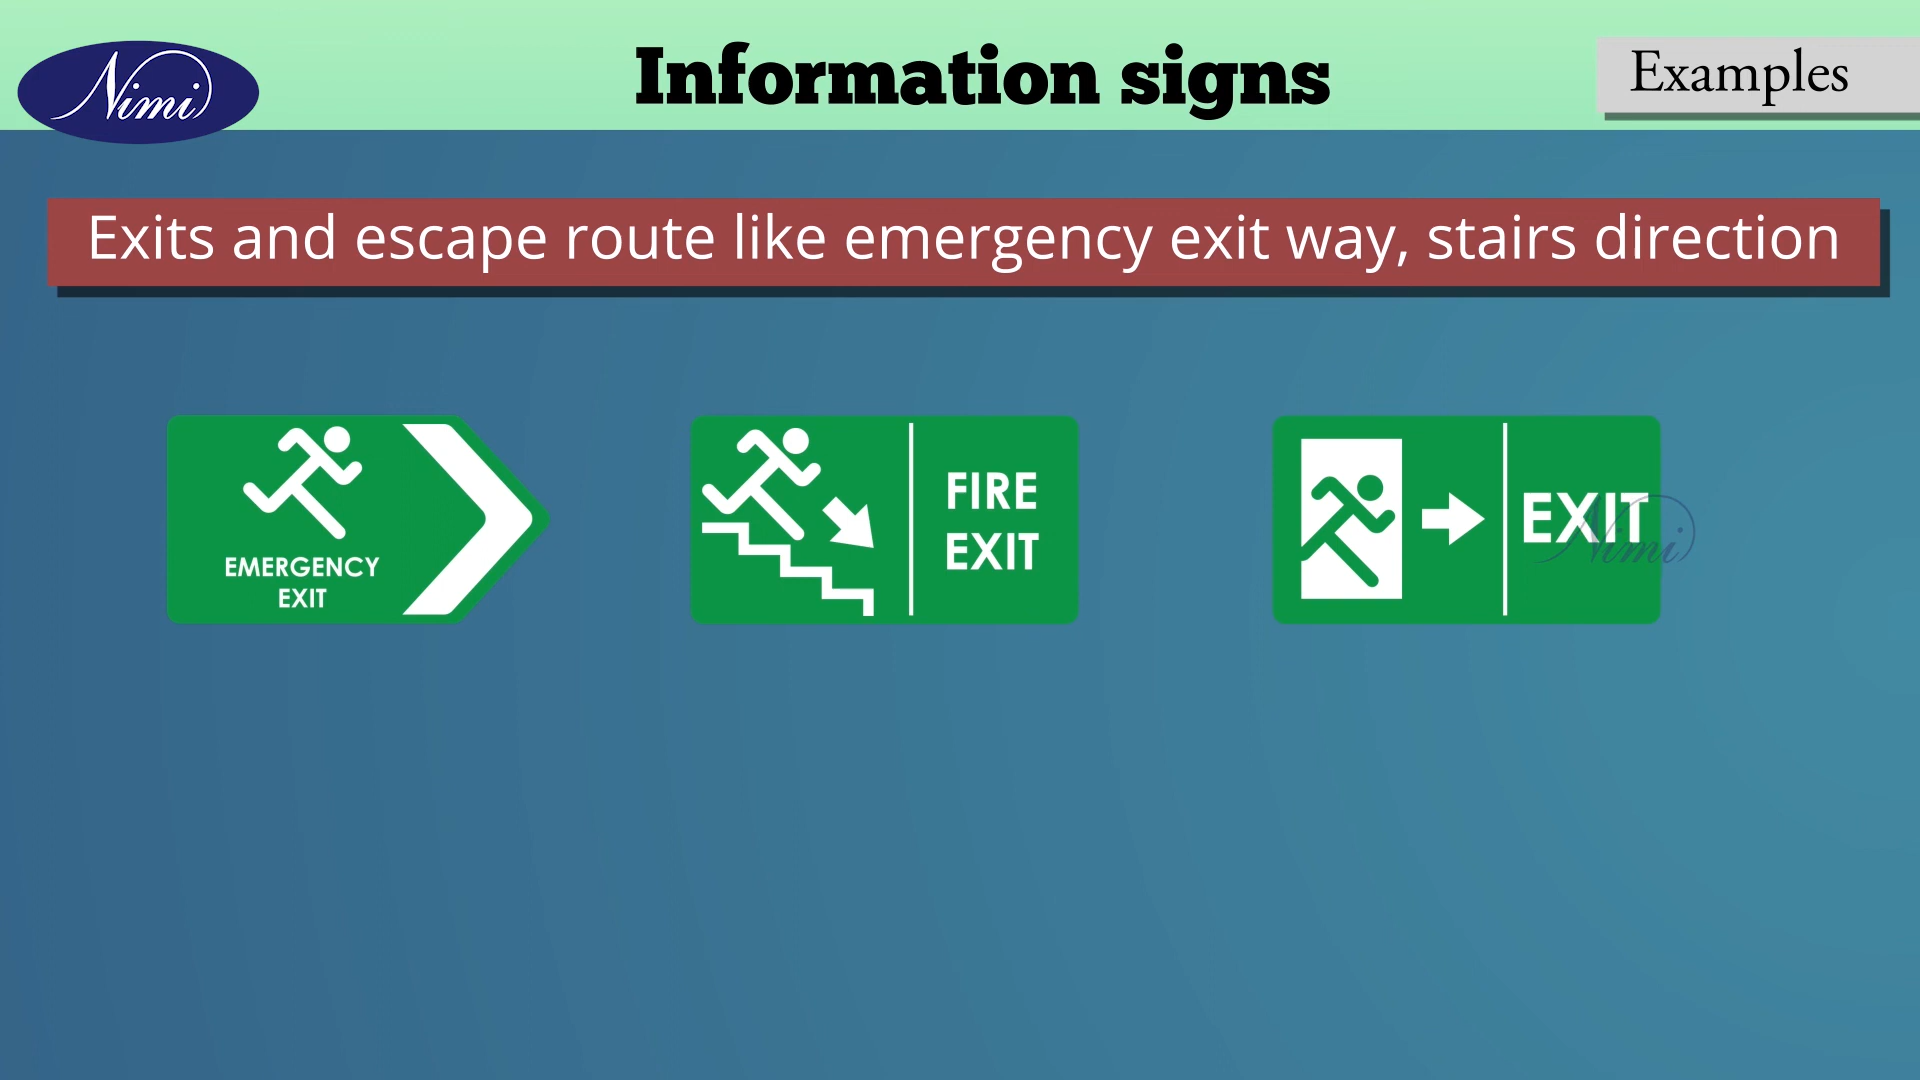 Nimi
Information signs
Examples
Exits and escape route like emergency exit way, stairs direction
EMERGENCY
EXIT
FIRE
EXIT
EXIT
Nimi